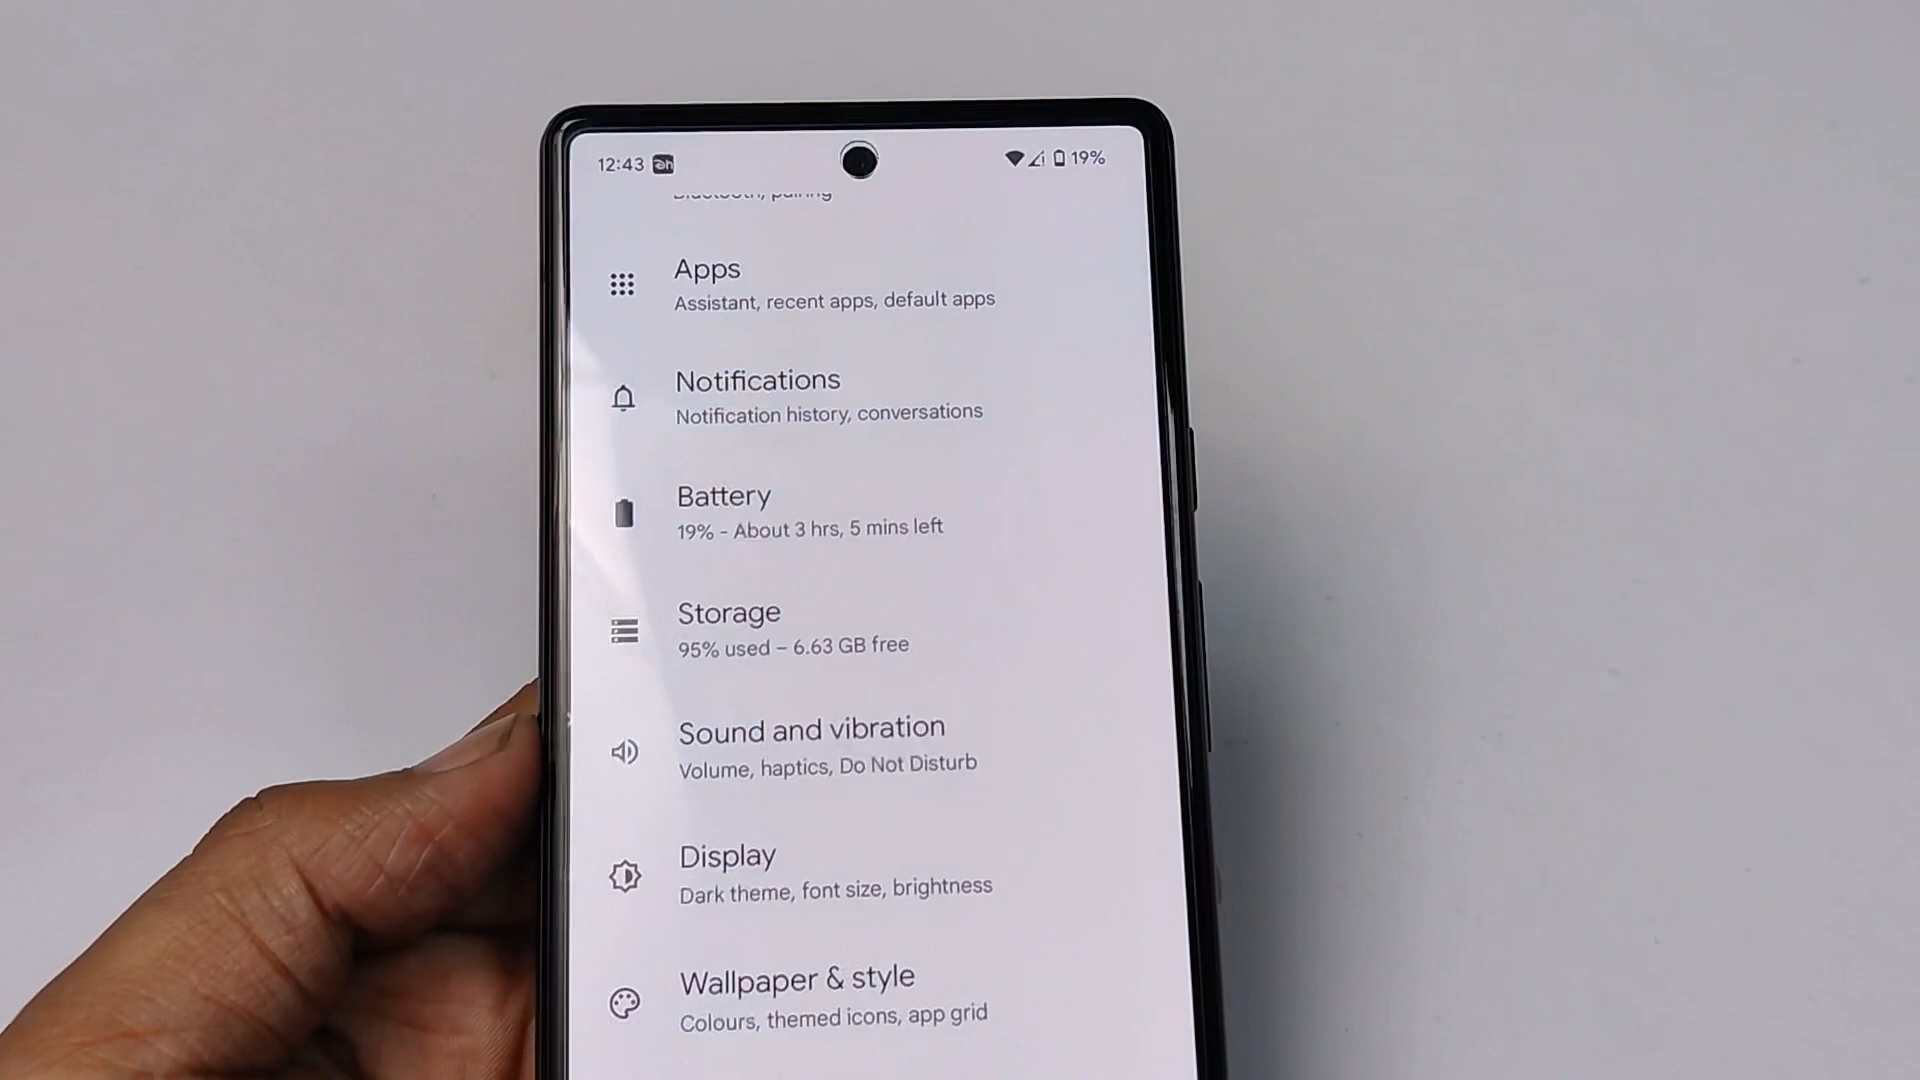 12:43
19%
Apps
Assistant, recent apps, default apps
Notifications
Notification history, conversations
Battery
19% - About 3 hrs, 5 mins left
Storage
95% used – 6.63 GB free
Sound and vibration
Volume, haptics, Do Not Disturb
Display
Dark theme, font size, brightness
Wallpaper & style
Colours, themed icons, app grid